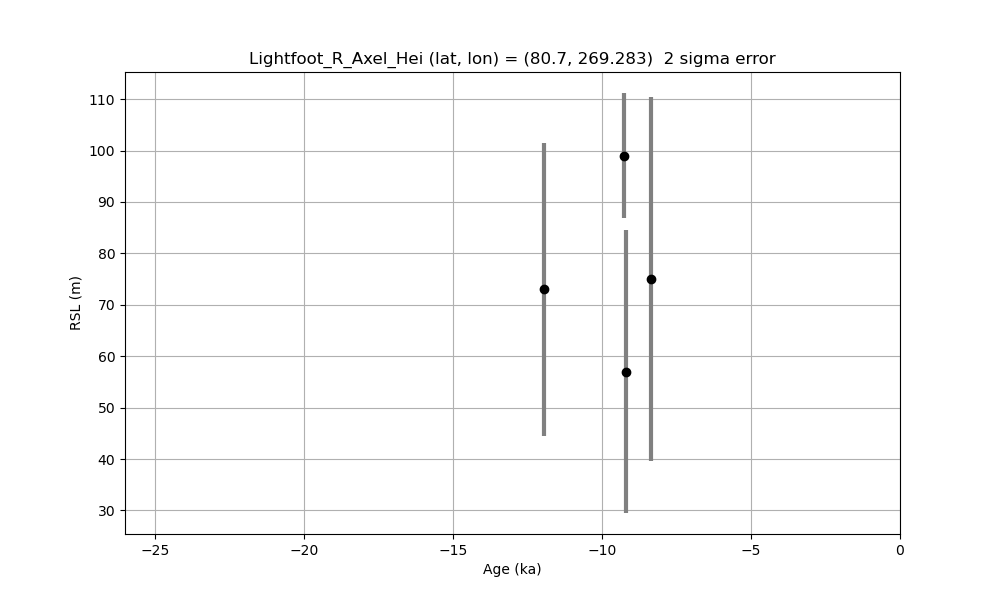 Lightfoot_R_Axel_Hei (lat, lon) = (80.7, 269.283)  2 sigma error
110
100
90
80
70
60
50
40
30
RSL (m)
−25 −20 −15 −10 −5 0
Age (ka)